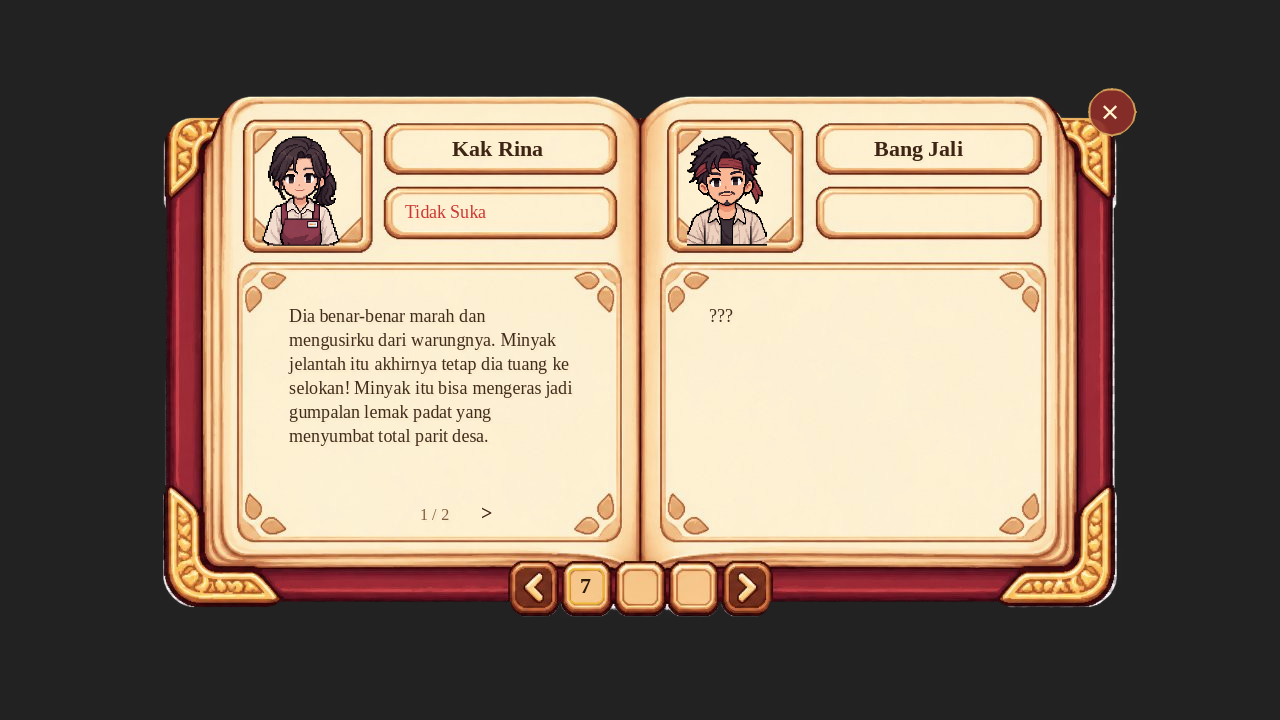 Kak Rina
Tidak Suka
Dia benar-benar marah dan
mengusirku dari warungnya. Minyak
jelantah itu akhirnya tetap dia tuang ke
selokan! Minyak itu bisa mengeras jadi
gumpalan lemak padat yang
menyumbat total parit desa.
1 / 2 >
Bang Jali
???
7